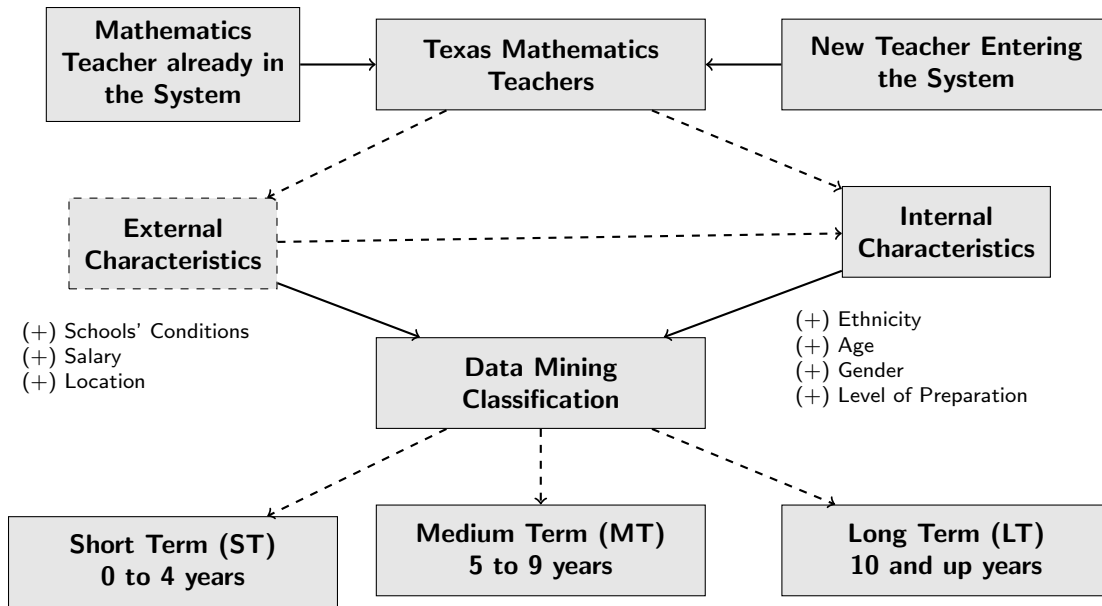 Mathematics
Teacher already in
the System
Texas Mathematics
Teachers
New Teacher Entering
the System
External
Characteristics
Internal
Characteristics
(+) Schools' Conditions
(+) Salary
(+) Location
(+) Ethnicity
(+) Age
(+) Gender
(+) Level of Preparation
Data Mining
Classification
Short Term (ST)
0 to 4 years
Medium Term (MT)
5 to 9 years
Long Term (LT)
10 and up years